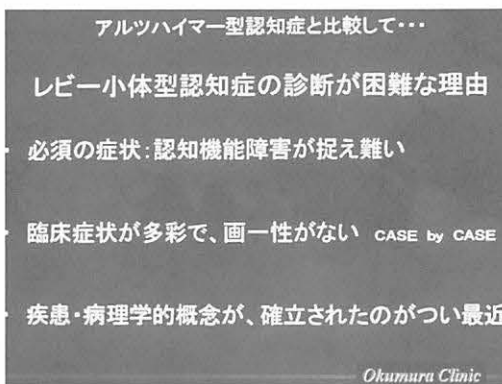 アルツハイマー型認知症と比較して・・・
レビー小体型認知症の診断が困難な理由
・ 必須の症状：認知機能障害が捉え難い
・ 臨床症状が多彩で、画一性がない CASE by CASE
・ 疾患・病理学的概念が、確立されたのがつい最近
Okumura Clinic